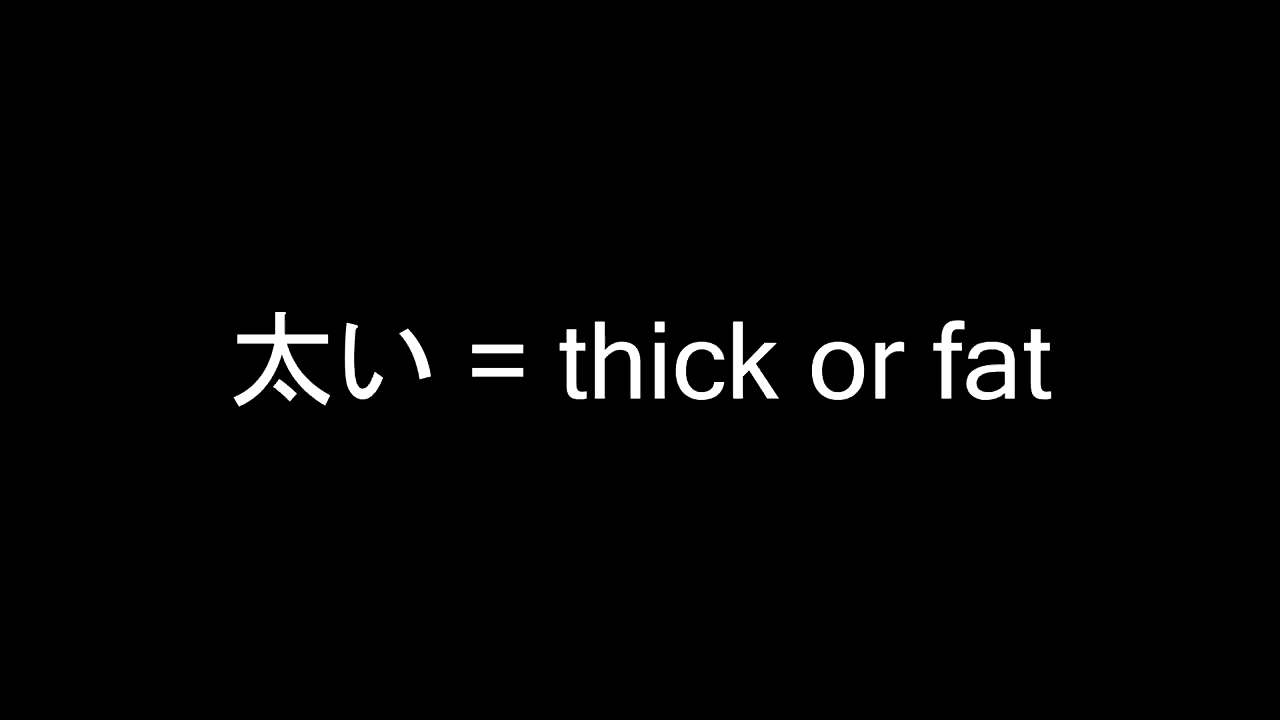 太い = thick or fat